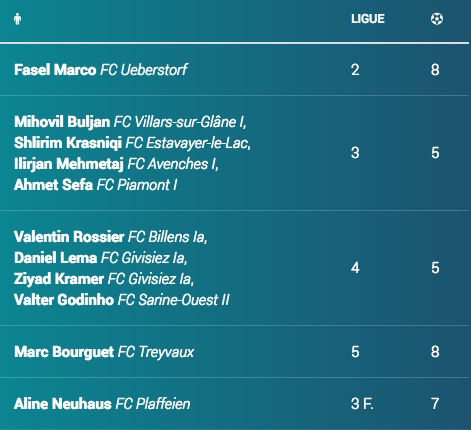 LIGUE
Fasel Marco FC Ueberstorf 2 8
Mihovil Buljan FC Villars-sur-Glâne I,
Shlirim Krasniqi FC Estavayer-le-Lac,
Ilirjan Mehmetaj FC Avenches I,
Ahmet Sefa FC Piamont I
3 5
Valentin Rossier FC Billens Ia,
Daniel Lema FC Givisiez Ia,
Ziyad Kramer FC Givisiez Ia,
Valter Godinho FC Sarine-Ouest II
4 5
Marc Bourguet FC Treyvaux 5 8
Aline Neuhaus FC Plaffeien 3 F. 7